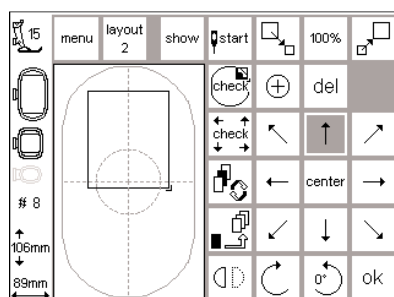 15
menu
layout
2
show
start
100%
check
del
check
center
# 8
106mm
89mm
0°
ok